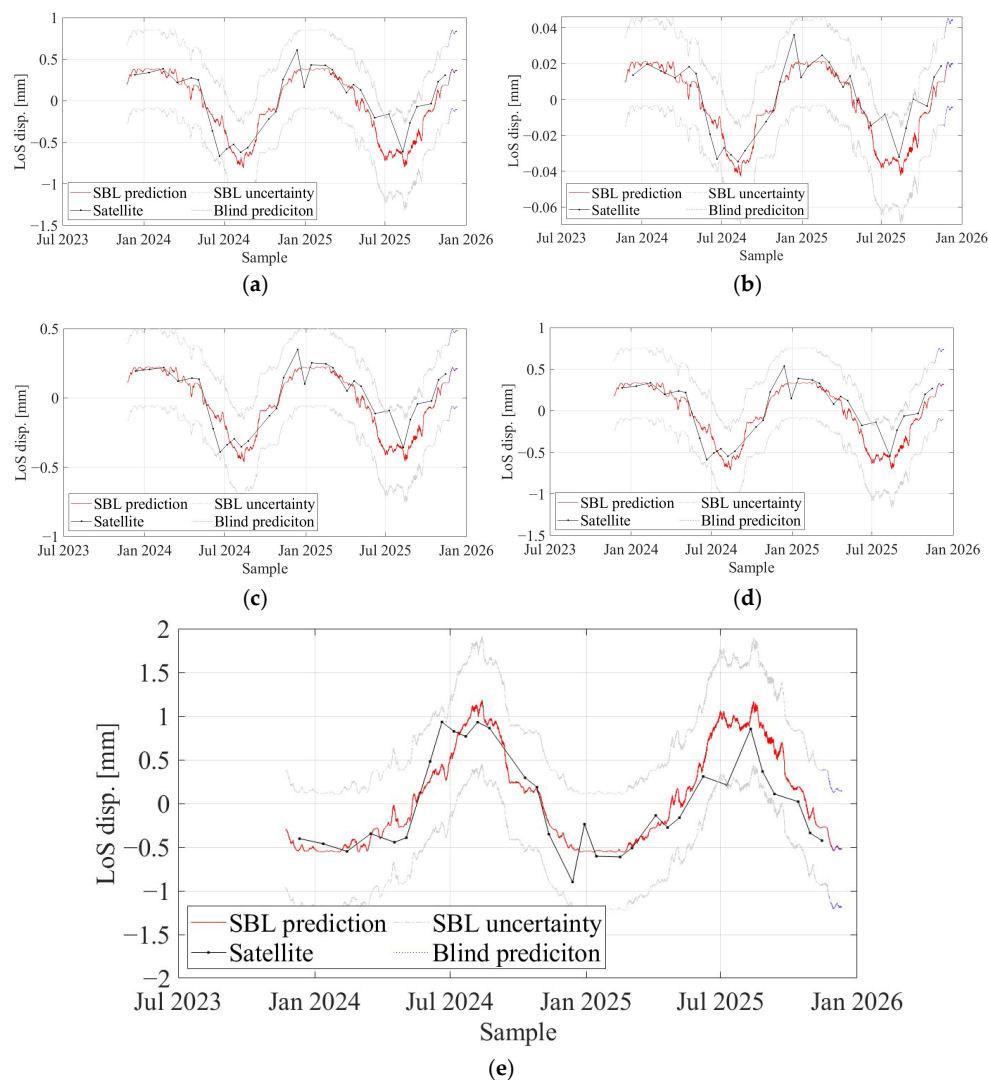 1
0.5
0
−0.5
−1
−1.5
LoS disp. [mm]
SBL prediction SBL uncertainty
Satellite Blind prediciton
Jul 2023 Jan 2024 Jul 2024 Jan 2025 Jul 2025 Jan 2026
Sample
(a)
0.04
0.02
0
−0.02
−0.04
−0.06
LoS disp. [mm]
SBL prediction SBL uncertainty
Satellite Blind prediciton
Jul 2023 Jan 2024 Jul 2024 Jan 2025 Jul 2025 Jan 2026
Sample
(b)
0.5
0
−0.5
−1
LoS disp. [mm]
SBL prediction SBL uncertainty
Satellite Blind prediciton
Jul 2023 Jan 2024 Jul 2024 Jan 2025 Jul 2025 Jan 2026
Sample
(c)
1
0.5
0
−0.5
−1
−1.5
LoS disp. [mm]
SBL prediction SBL uncertainty
Satellite Blind prediciton
Jul 2023 Jan 2024 Jul 2024 Jan 2025 Jul 2025 Jan 2026
Sample
(d)
2
1.5
1
0.5
0
−0.5
−1
−1.5
−2
LoS disp. [mm]
SBL prediction SBL uncertainty
Satellite Blind prediciton
Jul 2023 Jan 2024 Jul 2024 Jan 2025 Jul 2025 Jan 2026
Sample
(e)